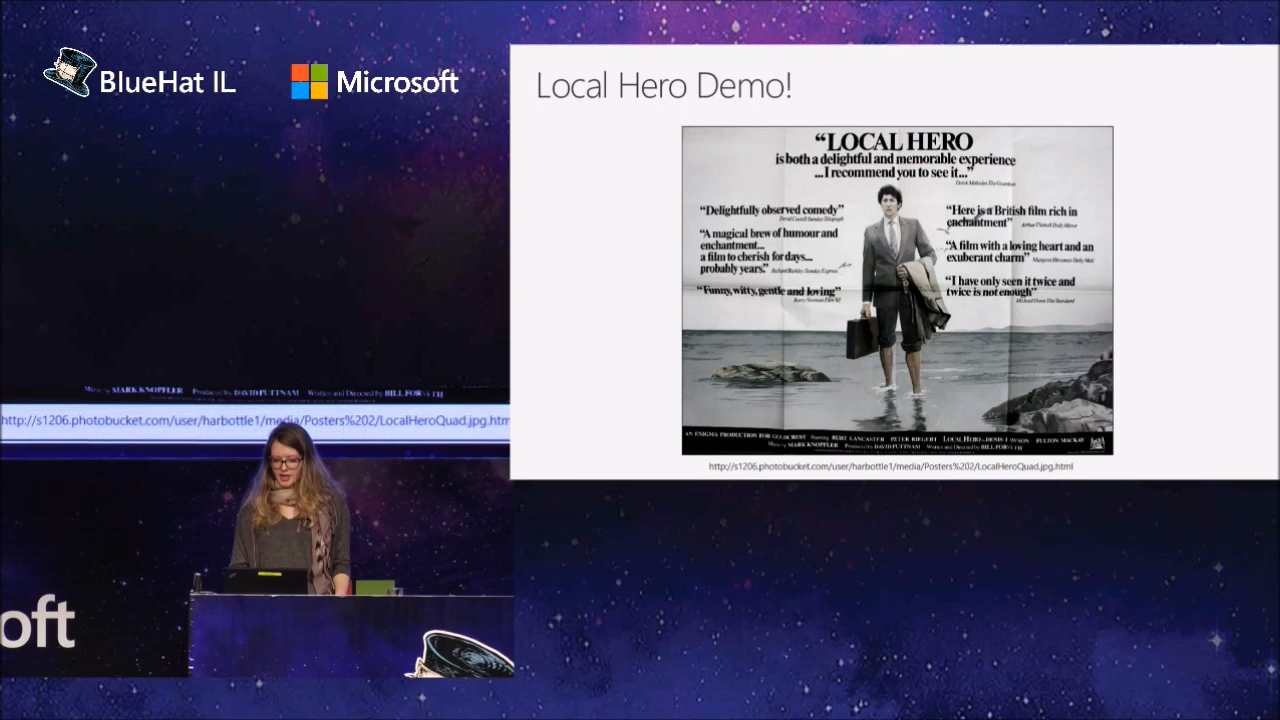 BlueHat IL
Microsoft
Local Hero Demo!
“LOCAL HERO
is both a delightful and memorable experience
...I recommend you to see it...”
Derek Malcolm The Guardian
“Delightfully observed comedy”
David Castell Sunday Telegraph
“A magical brew of humour and
enchantment...
a film to cherish for days...
probably years.” Richard Barkley Sunday Express
“Funny, witty, gentle and loving”
Barry Norman Film 83
“Here is a British film rich in
enchantment” Arthur Thirkell Daily Mirror
“A film with a loving heart and an
exuberant charm” Margaret Hinxman Daily Mail
“I have only seen it twice and
twice is not enough”
Michael Owen The Standard
AN ENIGMA PRODUCTION FOR GOLDCREST Starring BURT LANCASTER PETER RIEGERT LOCAL HERO DENIS LAWSON FULTON MACKAY
Music by MARK KNOPFLER Produced by DAVID PUTTNAM Written and Directed by BILL FORSYTH
http://s1206.photobucket.com/user/harbottle1/media/Posters%202/LocalHeroQuad.jpg.html
Music by MARK KNOPFLER Produced by DAVID PUTTNAM Written and Directed by BILL FORSYTH
http://s1206.photobucket.com/user/harbottle1/media/Posters%202/LocalHeroQuad.jpg.htm
oft